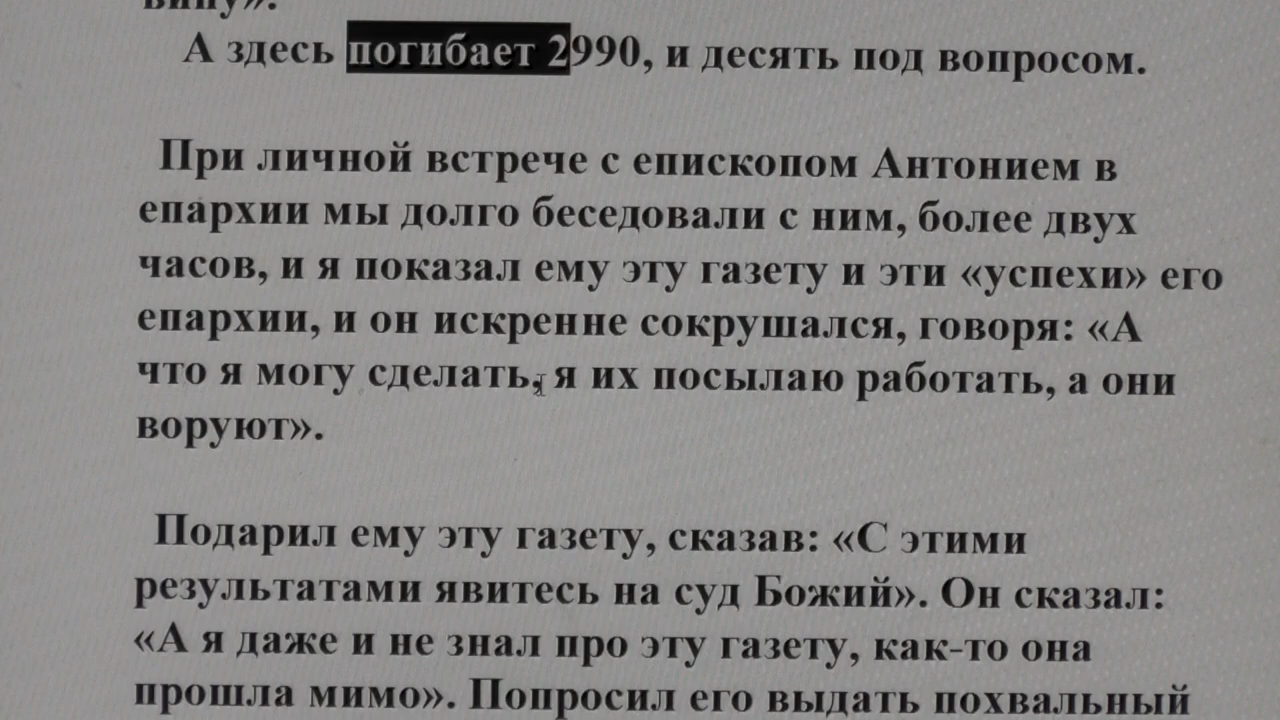 вину».
А здесь погибает 2990, и десять под вопросом.
При личной встрече с епископом Антонием в
епархии мы долго беседовали с ним, более двух
часов, и я показал ему эту газету и эти «успехи» его
епархии, и он искренне сокрушался, говоря: «А
что я могу сделать, я их посылаю работать, а они
воруют».
Подарил ему эту газету, сказав: «С этими
результатами явитесь на суд Божий». Он сказал:
«А я даже и не знал про эту газету, как-то она
прошла мимо». Попросил его выдать похвальный